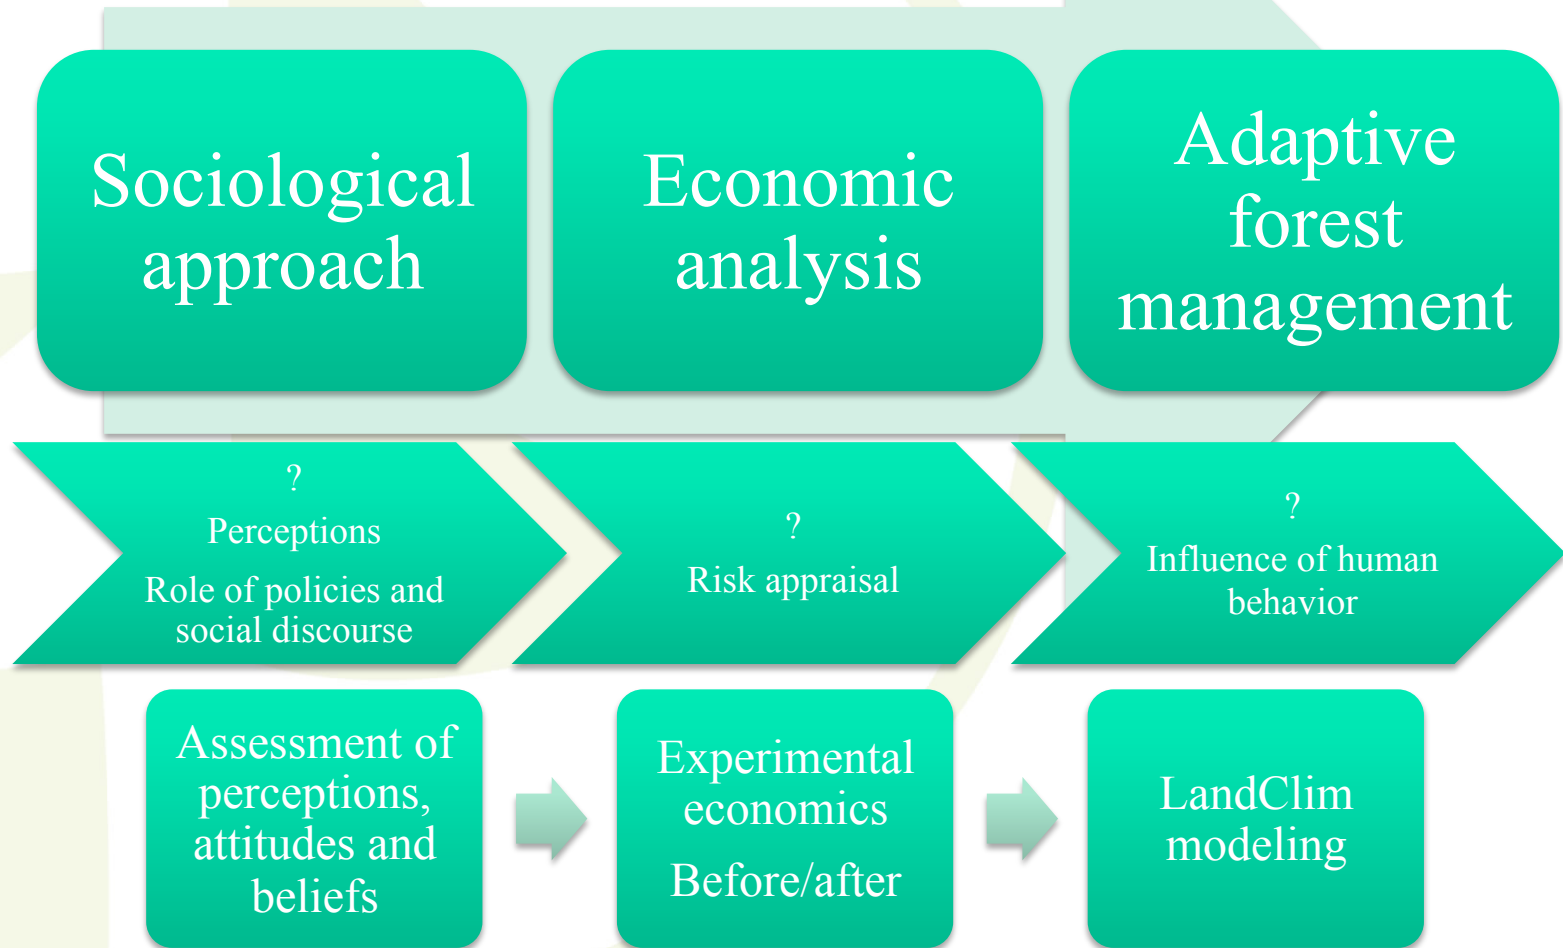 Sociological
approach
Economic
analysis
Adaptive
forest
management
?
Perceptions
Role of policies and
social discourse
?
Risk appraisal
?
Influence of human
behavior
Assessment of
perceptions,
attitudes and
beliefs
Experimental
economics
Before/after
LandClim
modeling